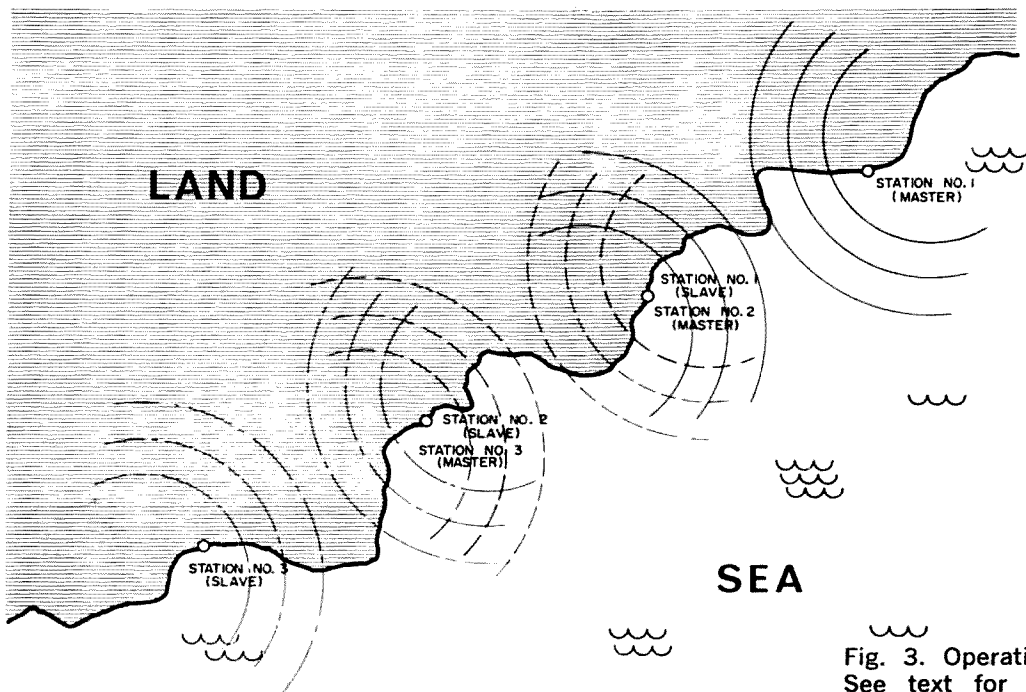 LAND
STATION NO. 1
(MASTER)
STATION NO. 1
(SLAVE)
STATION NO. 2
(MASTER)
STATION NO. 2
(SLAVE)
STATION NO. 3
(MASTER)
STATION NO. 3
(SLAVE)
SEA
Fig. 3. Operati
See text for